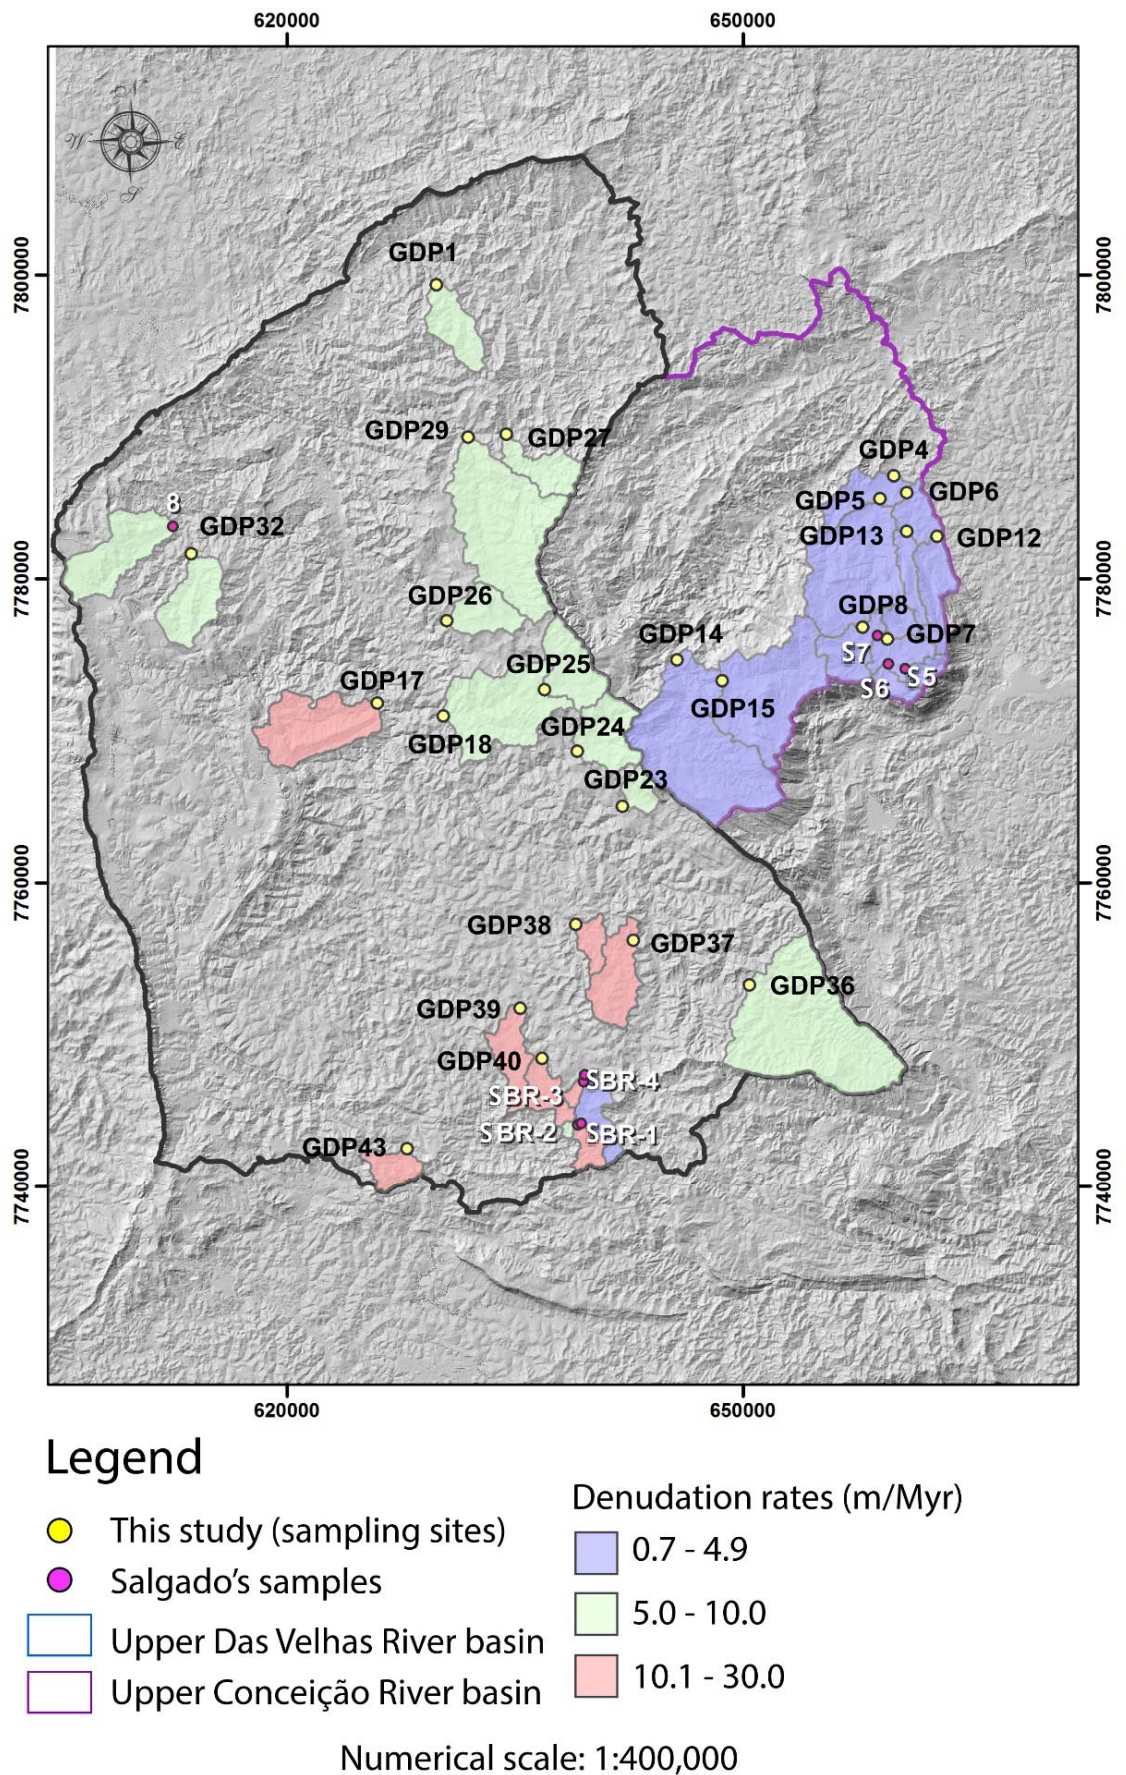 620000 650000
N
W E
S
GDP1
7800000 7800000
GDP29 GDP27
GDP4
8 GDP5 GDP6
GDP32 GDP13 GDP12
7780000 7780000
GDP26 GDP8
GDP14 GDP7
GDP25 S7
GDP17 S6 S5
GDP15
GDP18 GDP24
GDP23
7760000 7760000
GDP38 GDP37
GDP36
GDP39
GDP40
SBR-4
SBR-3
SBR-2 SBR-1
GDP43
7740000 7740000
620000 650000
Legend
This study (sampling sites)
Salgado's samples
Upper Das Velhas River basin
Upper Conceição River basin
Denudation rates (m/Myr)
0.7 - 4.9
5.0 - 10.0
10.1 - 30.0
Numerical scale: 1:400,000